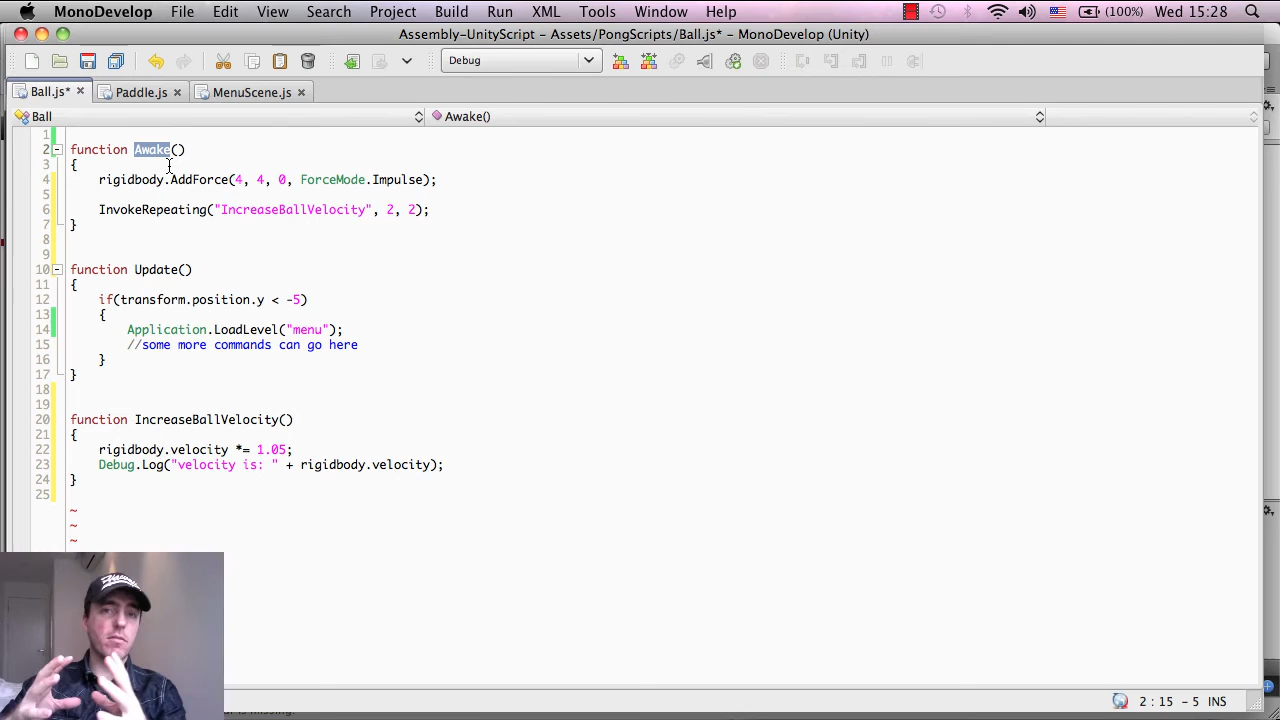 MonoDevelop File Edit View Search Project Build Run XML Tools Window Help (100%) Wed 15:28
Assembly-UnityScript - Assets/PongScripts/Ball.js* - MonoDevelop (Unity)
Debug
Ball.js* Paddle.js MenuScene.js
Ball Awake()
1
2 function Awake()
3 {
4 rigidbody.AddForce(4, 4, 0, ForceMode.Impulse);
5
6 InvokeRepeating("IncreaseBallVelocity", 2, 2);
7 }
8
9
10 function Update()
11 {
12 if(transform.position.y < -5)
13 {
14 Application.LoadLevel("menu");
15 //some more commands can go here
16 }
17 }
18
19
20 function IncreaseBallVelocity()
21 {
22 rigidbody.velocity *= 1.05;
23 Debug.Log("velocity is: " + rigidbody.velocity);
24 }
25
~
~
~
2 : 15 - 5 INS